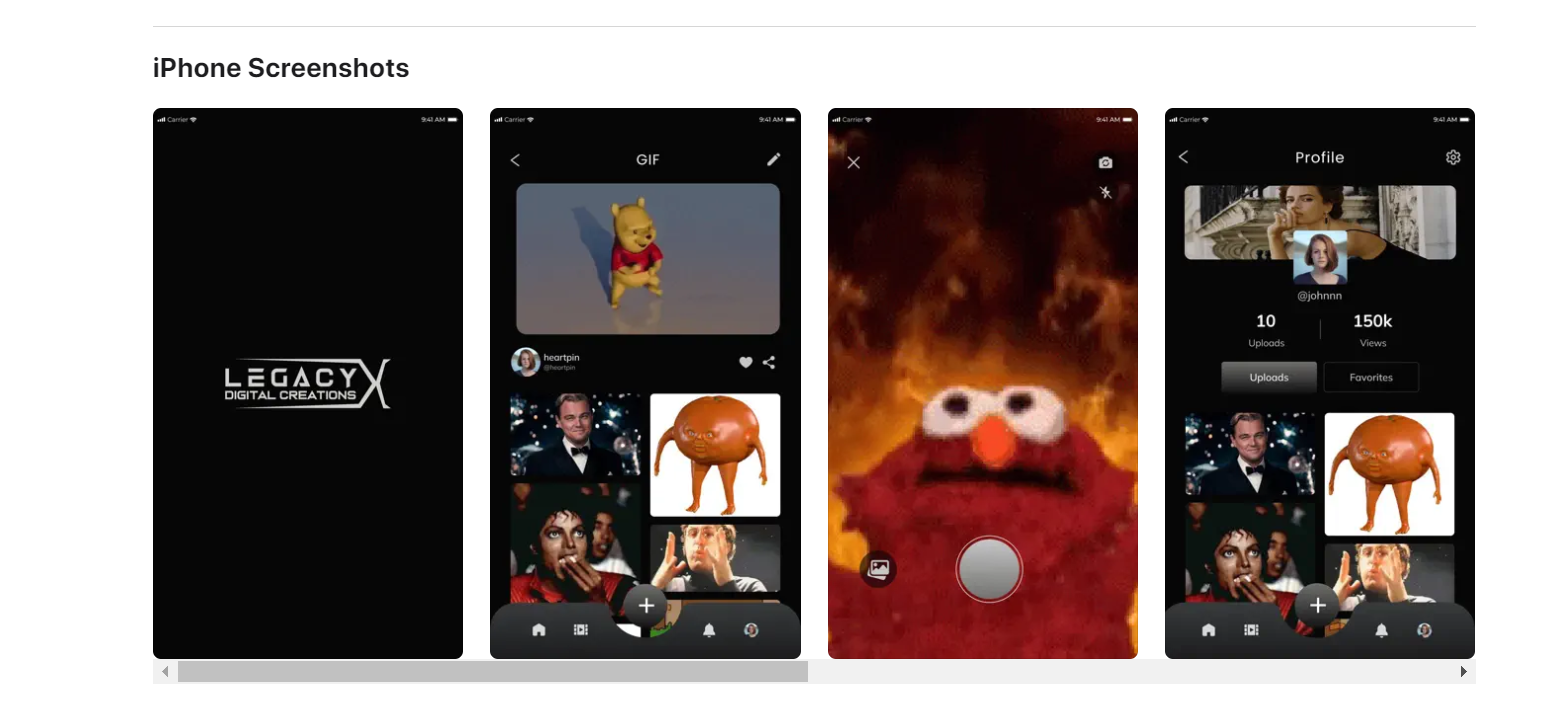 iPhone Screenshots
Carrier
9:41 AM
LEGACY X
DIGITAL CREATIONS
Carrier
9:41 AM
GIF
heartpin
@heartpin
Carrier
9:41 AM
Carrier
9:41 AM
Profile
@johnnn
10
150k
Uploads
Views
Uploads
Favorites